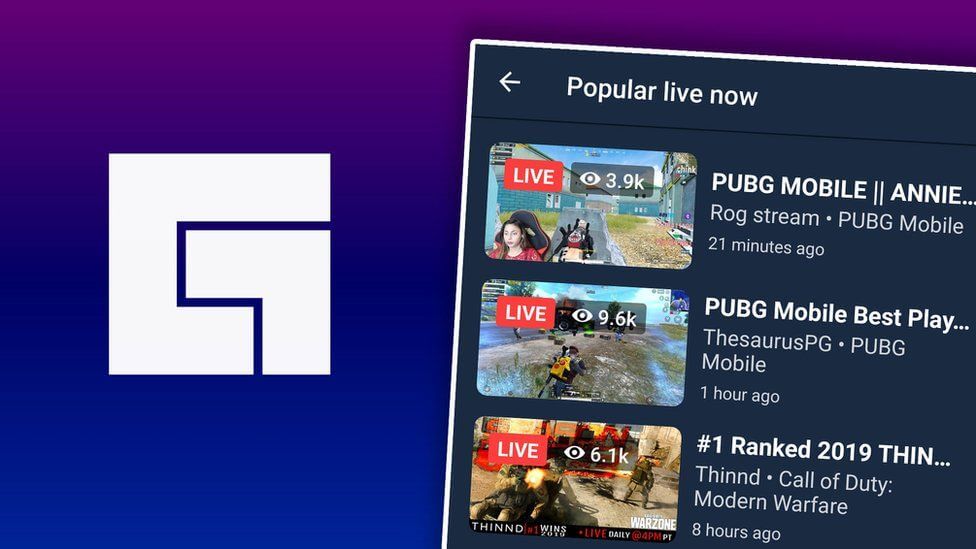 Popular live now
LIVE 3.9k
PUBG MOBILE || ANNIE...
Rog stream • PUBG Mobile
21 minutes ago
LIVE 9.6k
PUBG Mobile Best Play...
ThesaurusPG • PUBG
Mobile
1 hour ago
LIVE 6.1k
#1 Ranked 2019 THIN...
Thinnd • Call of Duty:
Modern Warfare
8 hours ago
WARZONE
THINND #1 WINS 2019 • LIVE DAILY @4PM PT